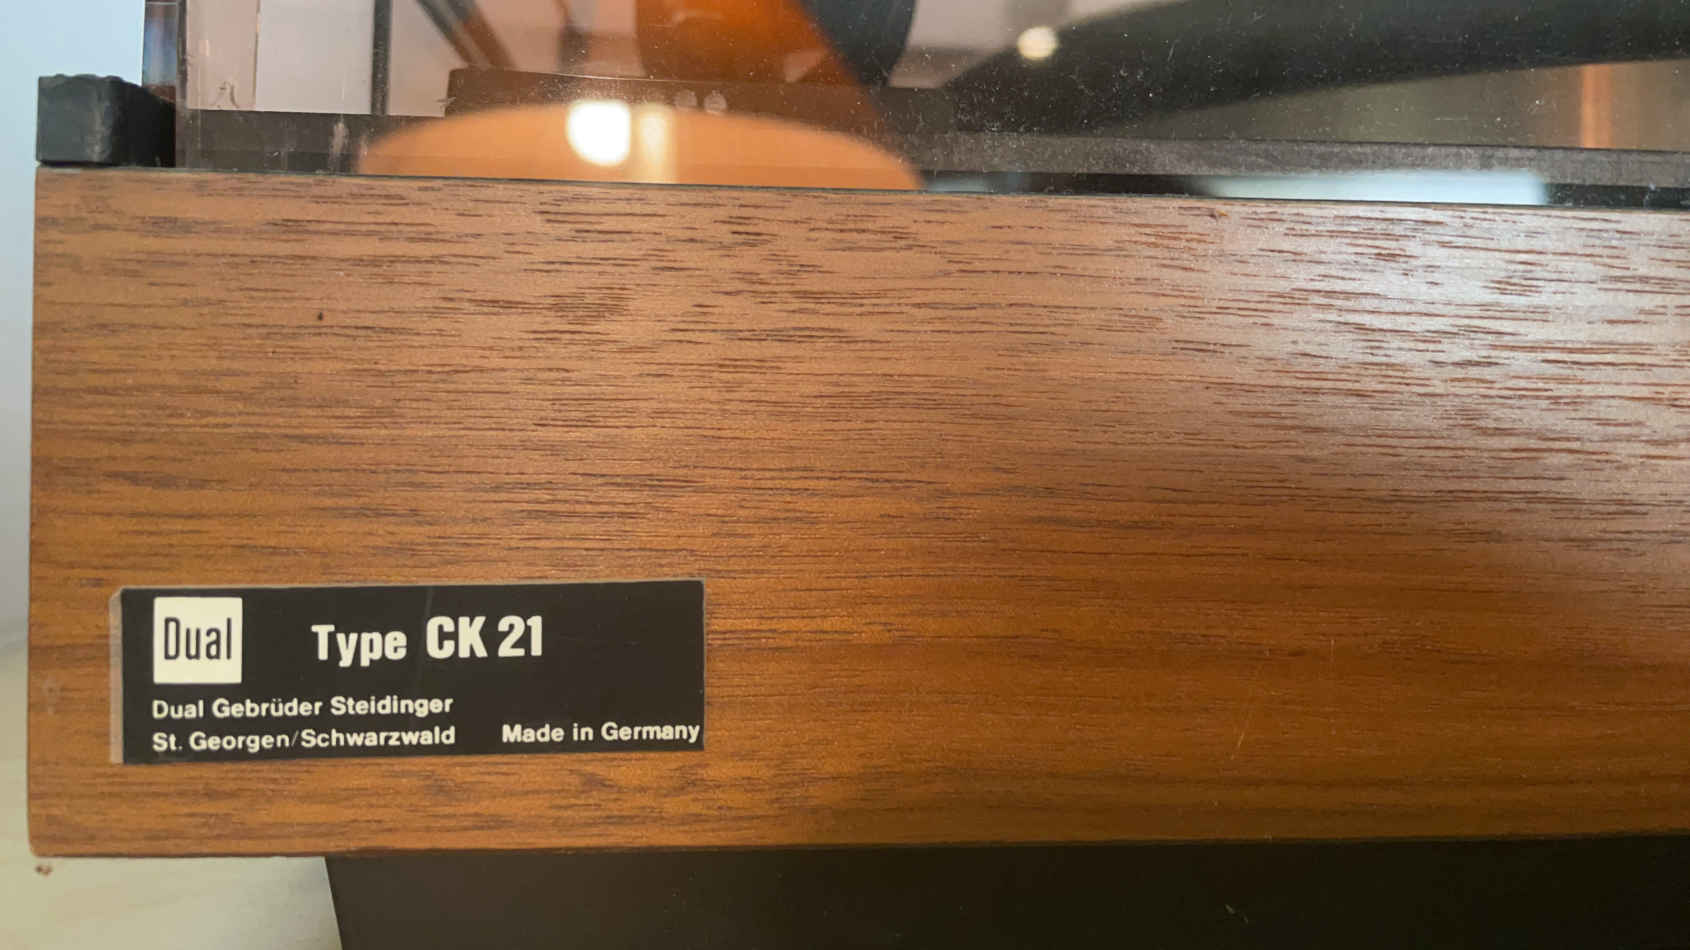 Dual Type CK 21
Dual Gebrüder Steidinger
St. Georgen/Schwarzwald Made in Germany